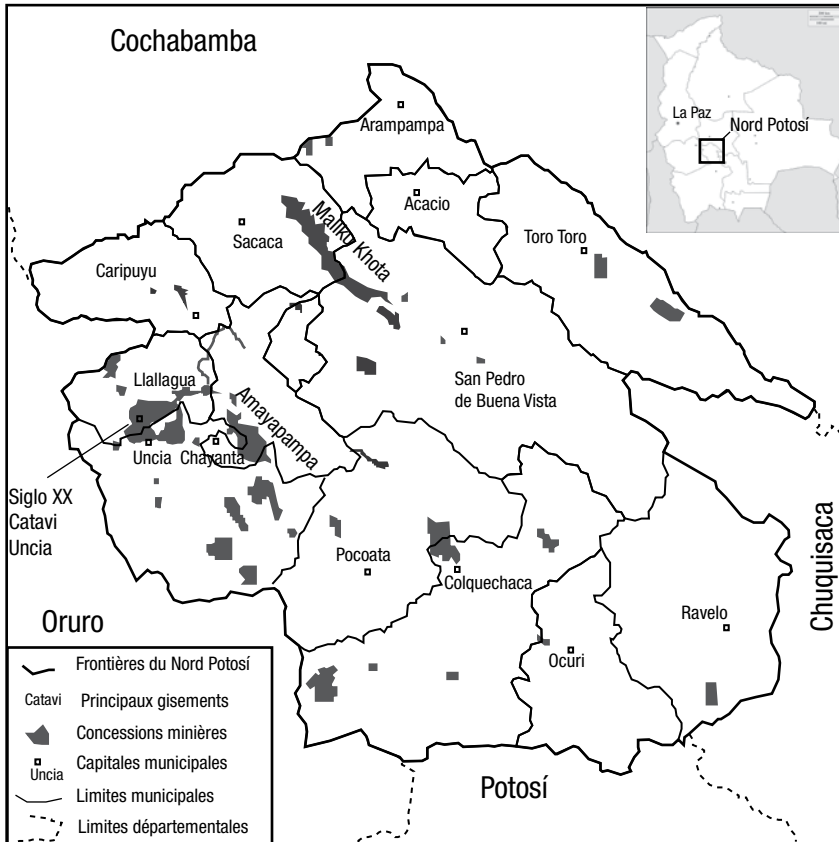 Cochabamba
La Paz
Nord Potosí
Arampampa
Acacio
Mallku Khota
Sacaca
Toro Toro
Caripuyu
Llallagua
San Pedro
de Buena Vista
Amayapampa
Uncia
Chayanta
Siglo XX
Catavi
Uncia
Pocoata
Colquechaca
Chuquisaca
Oruro
Ravelo
Ocuri
Potosí
Frontières du Nord Potosí
Catavi Principaux gisements
Concessions minières
Uncia Capitales municipales
Limites municipales
Limites départementales